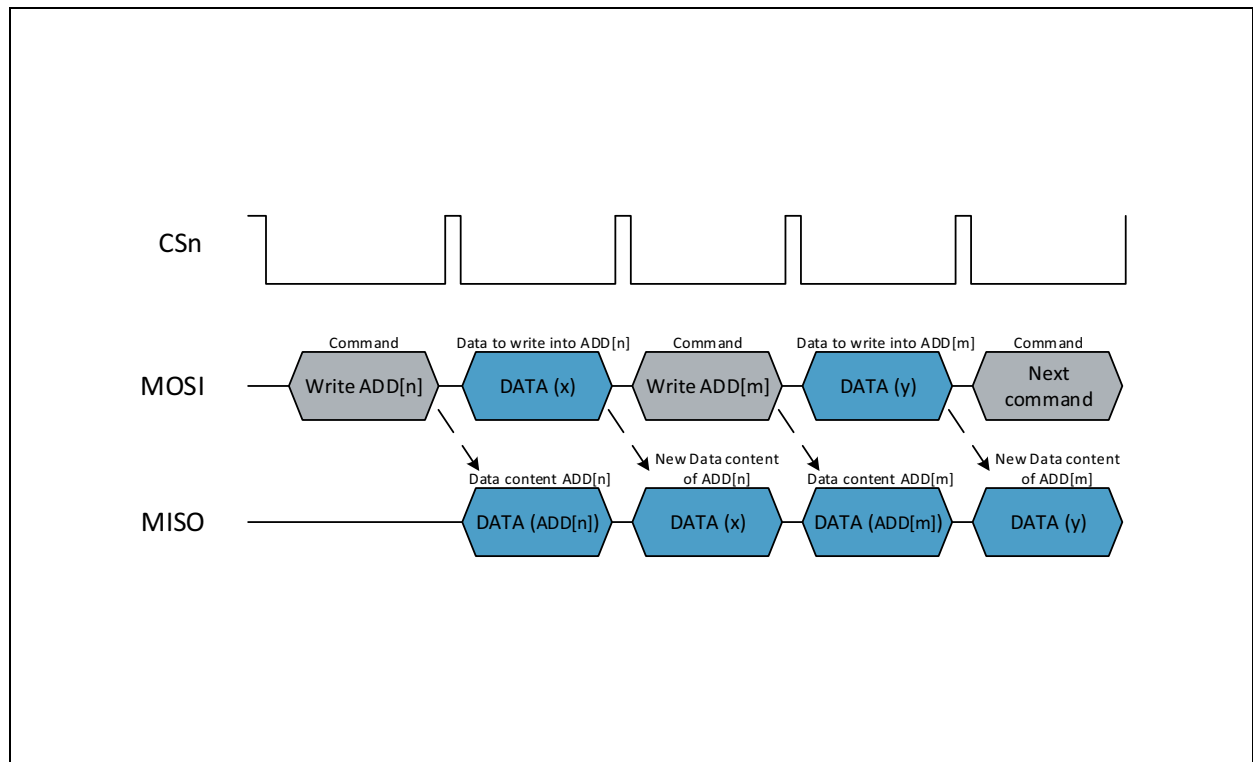 CSn
MOSI
Command
Write ADD[n]
Data to write into ADD[n]
DATA (x)
Command
Write ADD[m]
Data to write into ADD[m]
DATA (y)
Command
Next
command
MISO
Data content ADD[n]
DATA (ADD[n])
New Data content
of ADD[n]
DATA (x)
Data content ADD[m]
DATA (ADD[m])
New Data content
of ADD[m]
DATA (y)